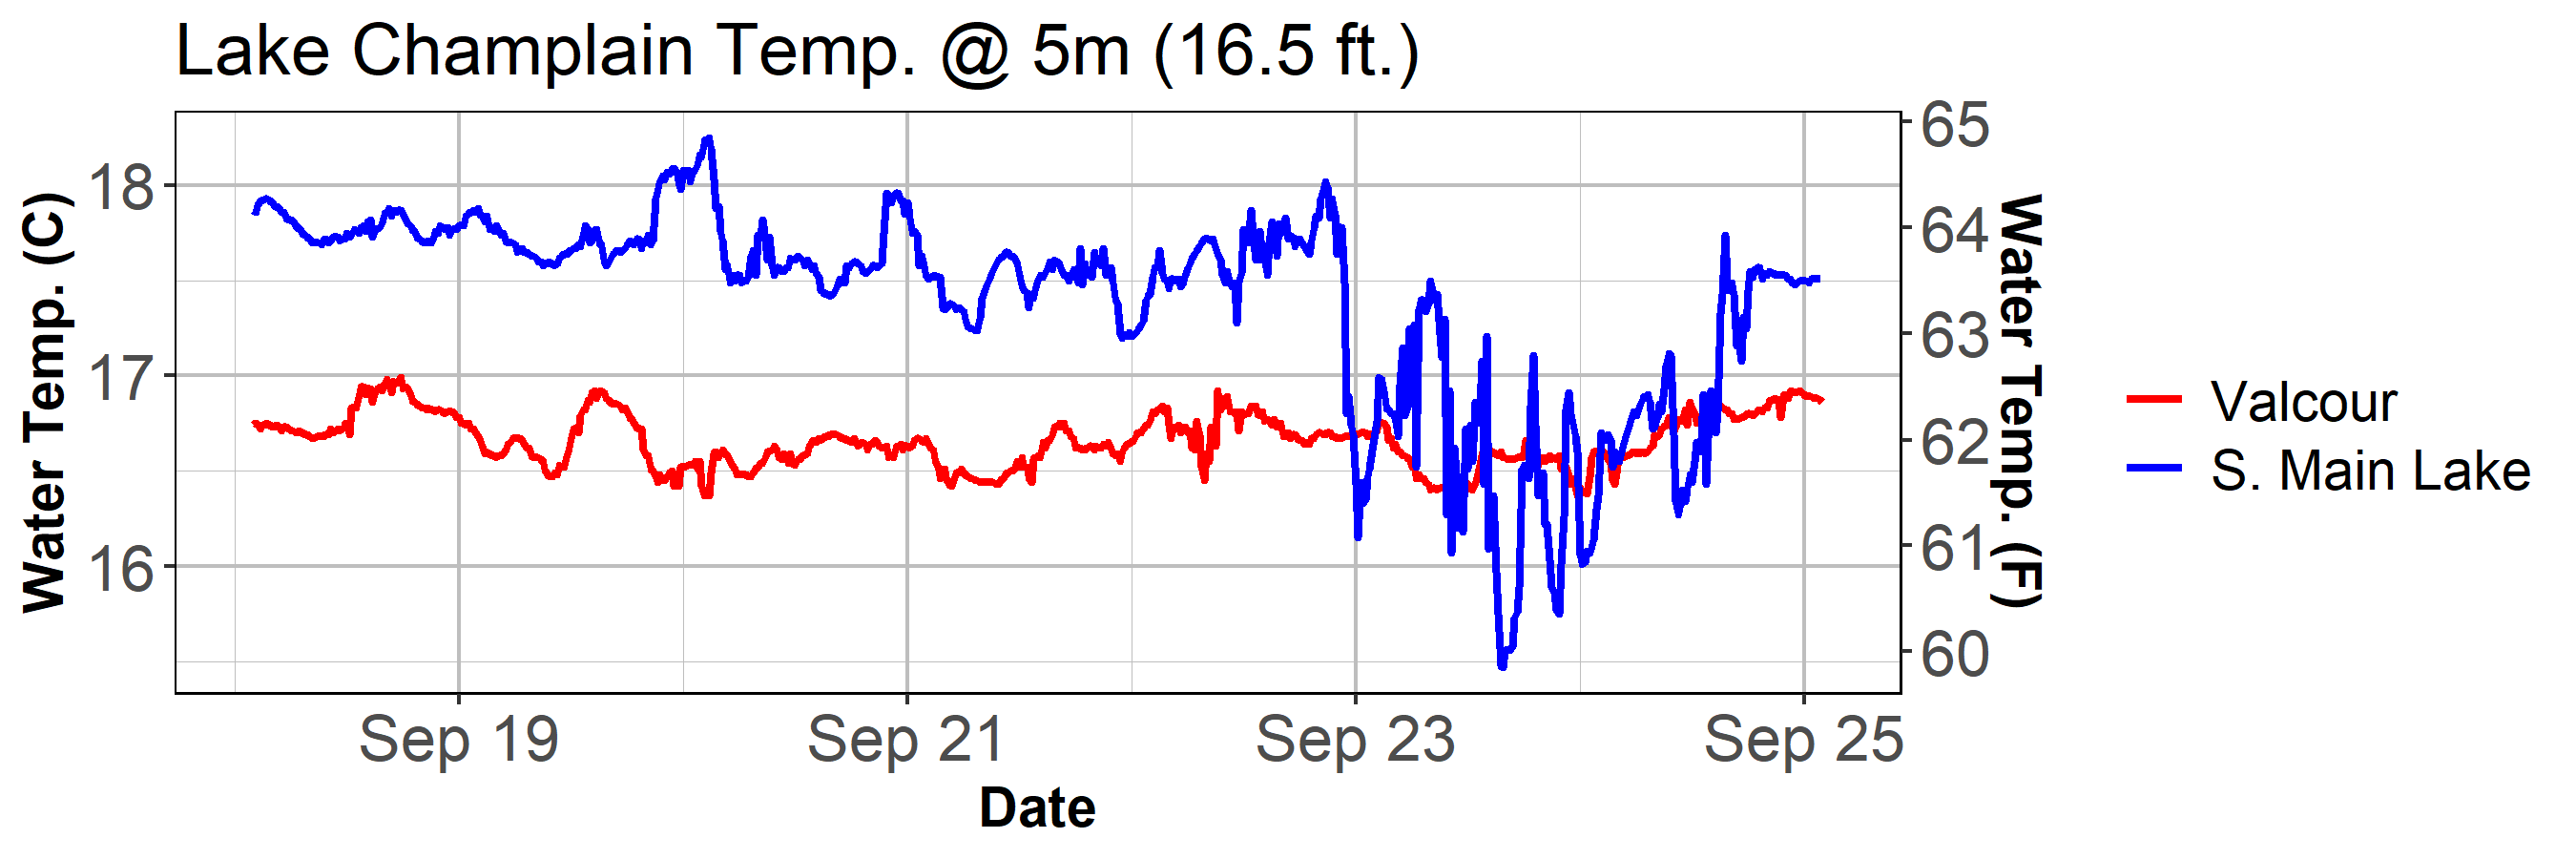 Lake Champlain Temp. @ 5m (16.5 ft.)
Water Temp. (C)
18
17
16
65
64
63
62
61
60
Water Temp. (F)
Sep 19
Sep 21
Sep 23
Sep 25
Date
Valcour
S. Main Lake